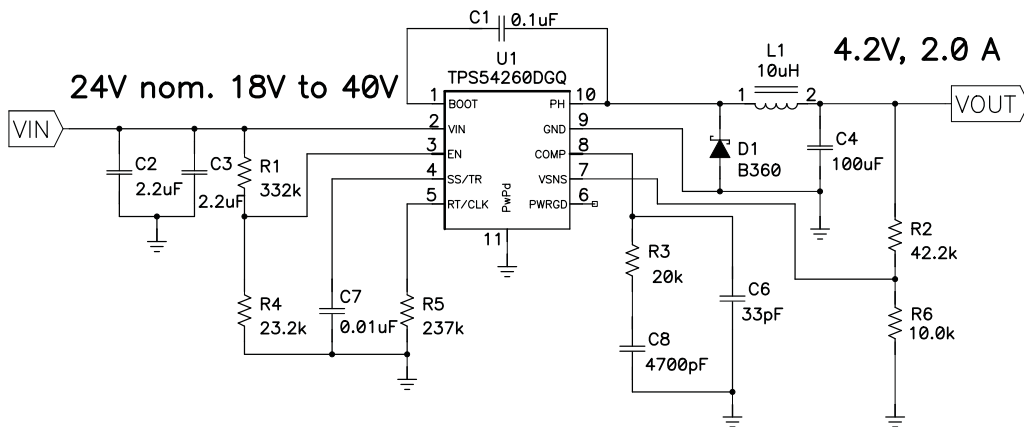 C1
0.1uF
U1
TPS54260DGQ
L1
10uH
4.2V, 2.0 A
24V nom. 18V to 40V
1 BOOT PH 10
1 2
VOUT
VIN
2 VIN GND 9
3 EN COMP 8
4 SS/TR VSNS 7
5 RT/CLK PWRGD 6
PwPd
11
C2
2.2uF
C3
2.2uF
R1
332k
D1
B360
C4
100uF
R2
42.2k
R3
20k
C6
33pF
R4
23.2k
C7
0.01uF
R5
237k
R6
10.0k
C8
4700pF